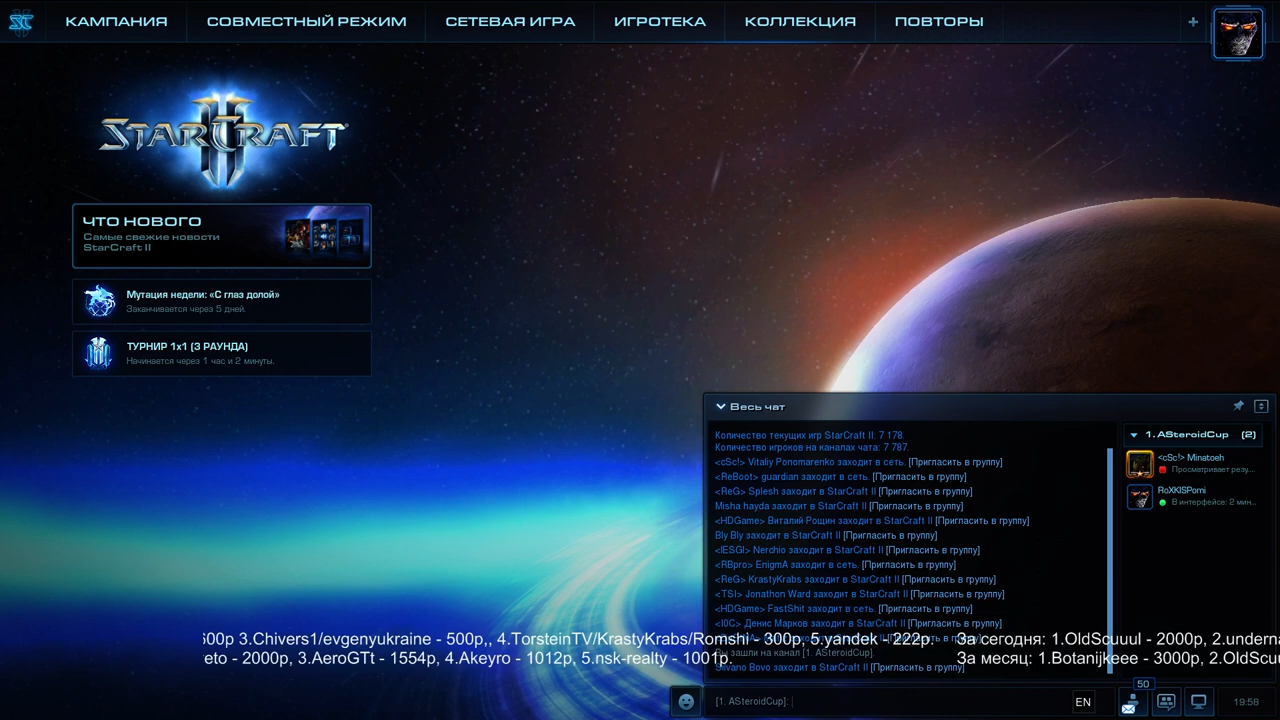 КАМПАНИЯ СОВМЕСТНЫЙ РЕЖИМ СЕТЕВАЯ ИГРА ИГРОТЕКА КОЛЛЕКЦИЯ ПОВТОРЫ
STARCRAFT II
ЧТО НОВОГО
Самые свежие новости
StarCraft II
Мутация недели: «С глаз долой»
Заканчивается через 5 дней.
ТУРНИР 1x1 (3 РАУНДА)
Начинается через 1 час и 2 минуты.
Весь чат
Количество текущих игр StarCraft II: 7 178.
Количество игроков на каналах чата: 7 787.
<cSc!> Vitaliy Ponomarenko заходит в сеть. [Пригласить в группу]
<ReBoot> guardian заходит в сеть. [Пригласить в группу]
<ReG> Splesh заходит в StarCraft II [Пригласить в группу]
Misha hayda заходит в StarCraft II [Пригласить в группу]
<HDGame> Виталий Рощин заходит в StarCraft II [Пригласить в группу]
Bly Bly заходит в StarCraft II [Пригласить в группу]
<IESGI> Nerchio заходит в StarCraft II [Пригласить в группу]
<RBpro> EnigmA заходит в сеть. [Пригласить в группу]
<ReG> KrastyKrabs заходит в StarCraft II [Пригласить в группу]
<TSI> Jonathon Ward заходит в StarCraft II [Пригласить в группу]
<HDGame> FastShit заходит в сеть. [Пригласить в группу]
<I0C> Денис Марков заходит в StarCraft II [Пригласить в группу]
Вы зашли на канал [1. ASteroidCup].
Silvano Bovo заходит в StarCraft II [Пригласить в группу]
1. ASteroidCup (2)
<cSc!> Minatoeh
Просматривает резу...
RoXKISPomi
В интерфейсе: 2 мин...
300р 3.Chivers1/evgenyukraine - 500р,, 4.TorsteinTV/KrastyKrabs/Romshi - 300р, 5.yandek - 222р. За сегодня: 1.OldScuuul - 2000р, 2.underna
eto - 2000р, 3.AeroGTt - 1554р, 4.Akeyro - 1012р, 5.nsk-realty - 1001р. За месяц: 1.Botanijkeee - 3000р, 2.OldScu
[1. ASteroidCup]:
EN
50
19:58